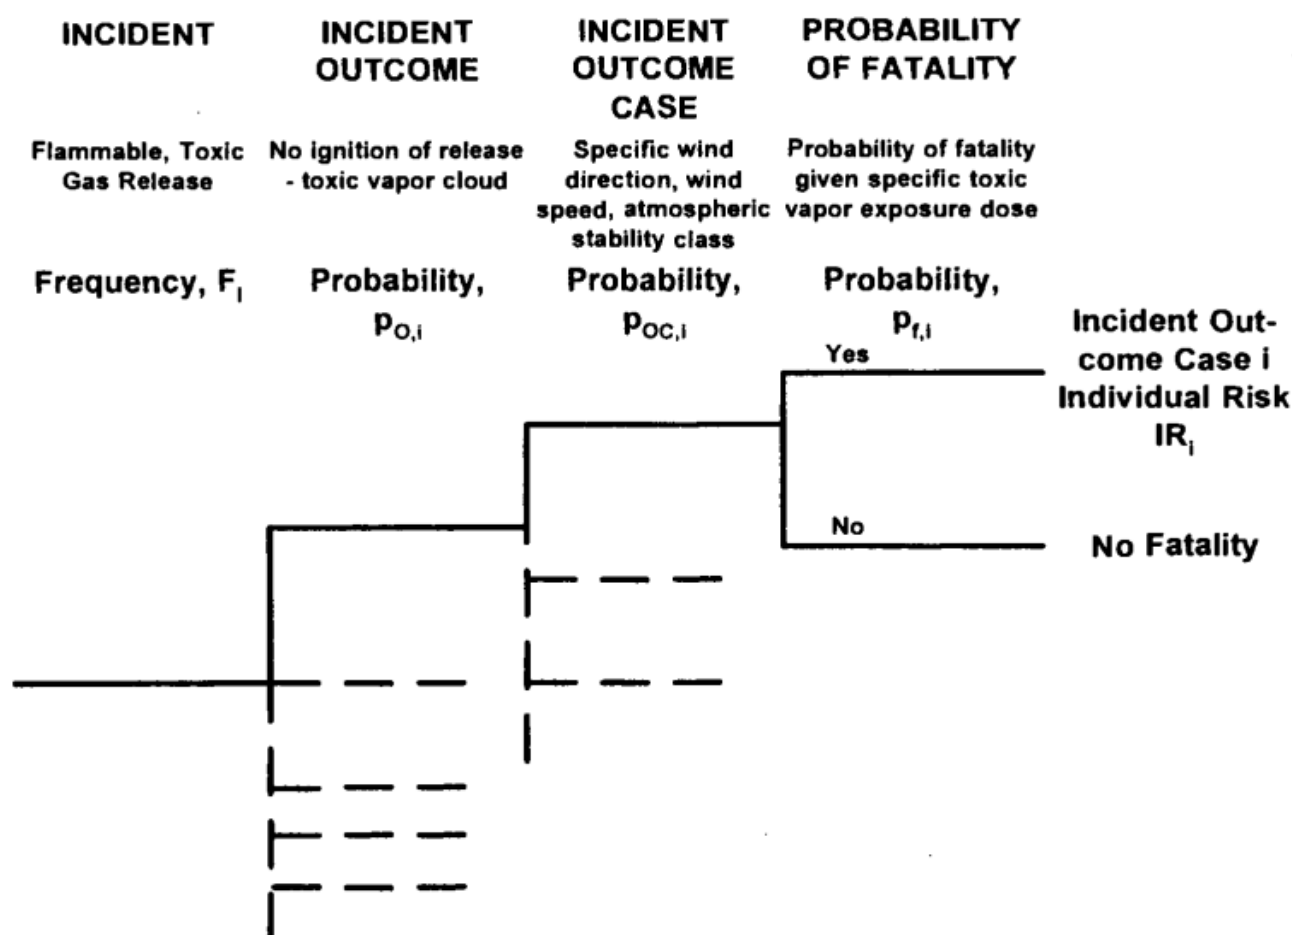 INCIDENT
Flammable, Toxic
Gas Release
Frequency, F_I
INCIDENT
OUTCOME
No ignition of release
- toxic vapor cloud
Probability,
p_O,i
INCIDENT
OUTCOME
CASE
Specific wind
direction, wind
speed, atmospheric
stability class
Probability,
p_OC,i
PROBABILITY
OF FATALITY
Probability of fatality
given specific toxic
vapor exposure dose
Probability,
p_f,i
Yes
No
Incident Out-
come Case i
Individual Risk
IR_i
No Fatality